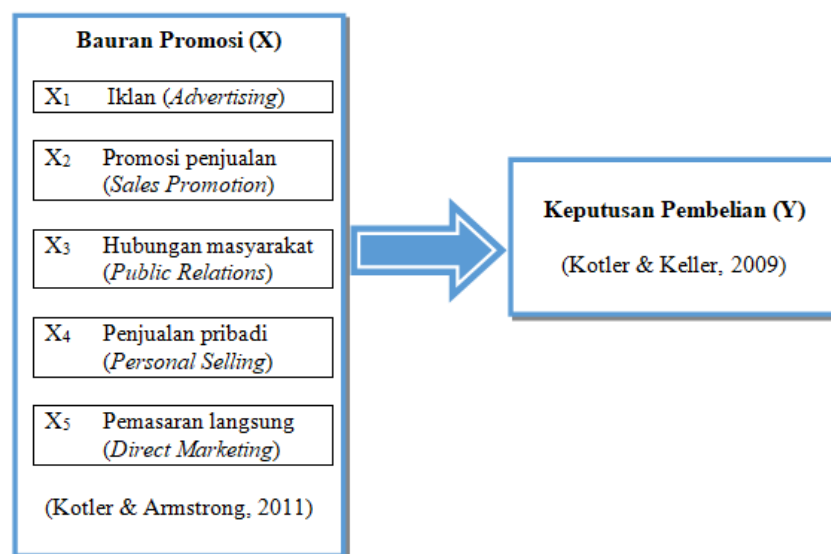 Bauran Promosi (X)
X1 Iklan (Advertising)
X2 Promosi penjualan
(Sales Promotion)
X3 Hubungan masyarakat
(Public Relations)
X4 Penjualan pribadi
(Personal Selling)
X5 Pemasaran langsung
(Direct Marketing)
(Kotler & Armstrong, 2011)
Keputusan Pembelian (Y)
(Kotler & Keller, 2009)